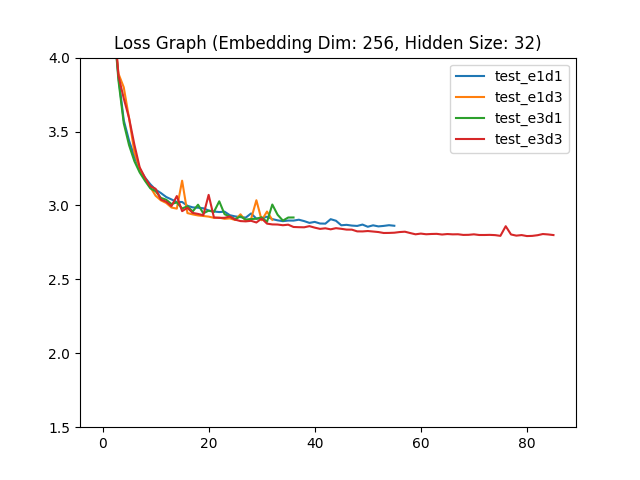 Loss Graph (Embedding Dim: 256, Hidden Size: 32)
4.0
3.5
3.0
2.5
2.0
1.5
0 20 40 60 80
test_e1d1
test_e1d3
test_e3d1
test_e3d3